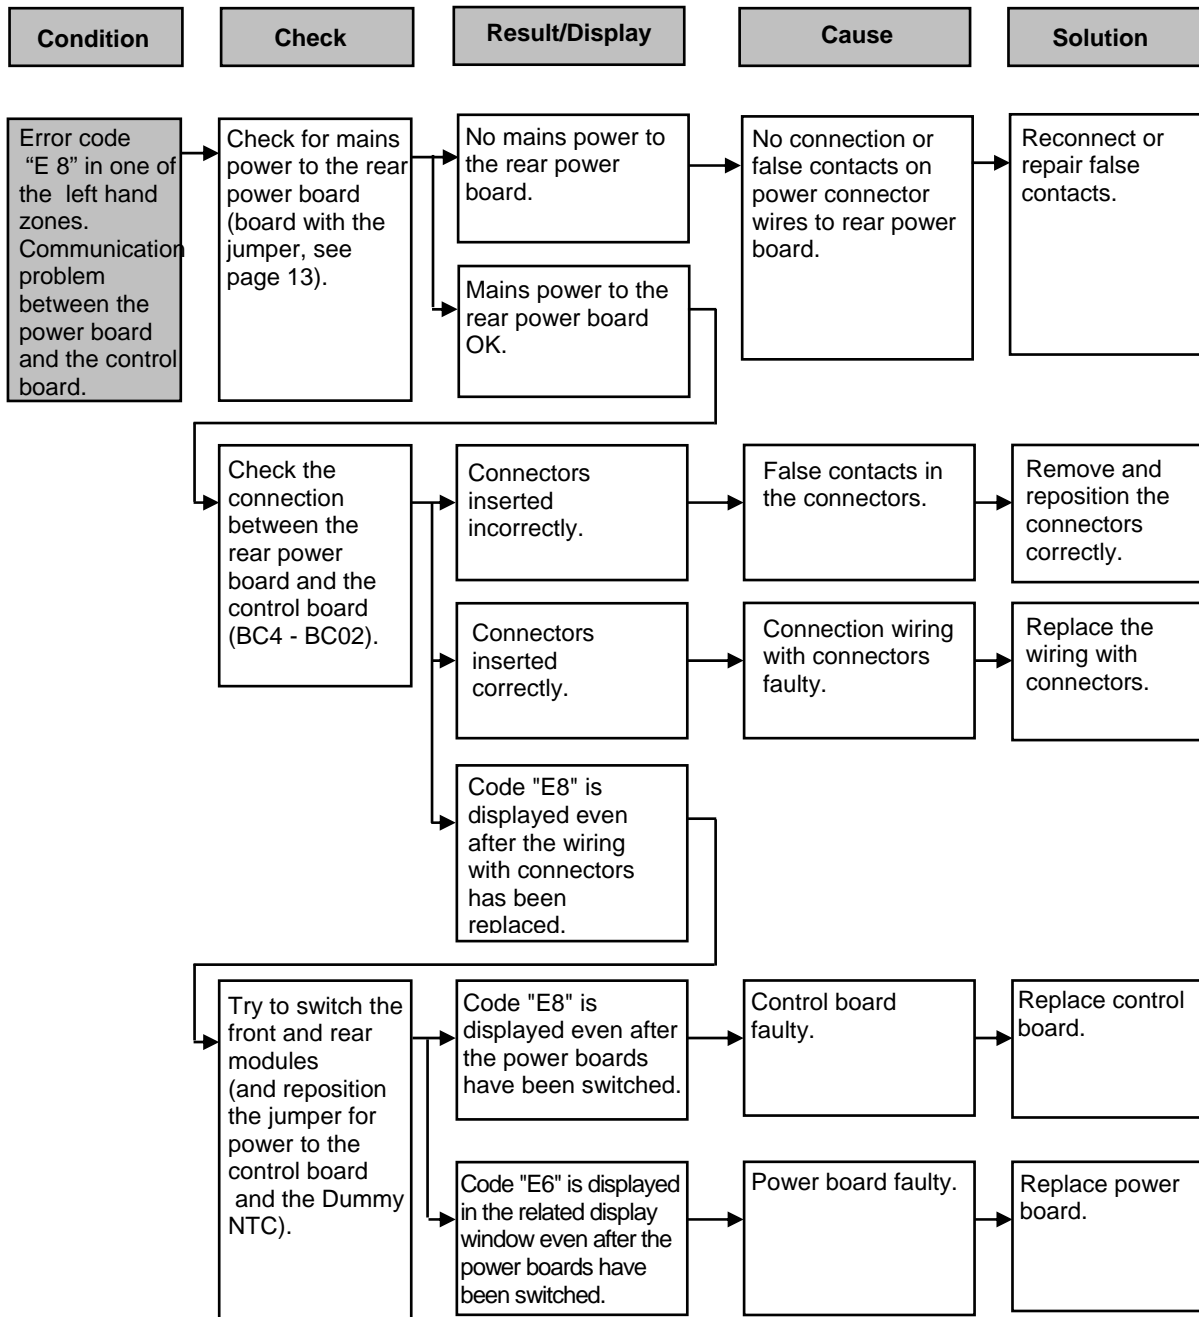 Condition
Check
Result/Display
Cause
Solution
Error code
“E 8” in one of
the left hand
zones.
Communication
problem
between the
power board
and the control
board.
Check for mains
power to the rear
power board
(board with the
jumper, see
page 13).
No mains power to
the rear power
board.
No connection or
false contacts on
power connector
wires to rear power
board.
Reconnect or
repair false
contacts.
Mains power to the
rear power board
OK.
Check the
connection
between the
rear power
board and the
control board
(BC4 - BC02).
Connectors
inserted
incorrectly.
False contacts in
the connectors.
Remove and
reposition the
connectors
correctly.
Connectors
inserted
correctly.
Connection wiring
with connectors
faulty.
Replace the
wiring with
connectors.
Code "E8" is
displayed even
after the wiring
with connectors
has been
replaced.
Try to switch the
front and rear
modules
(and reposition
the jumper for
power to the
control board
and the Dummy
NTC).
Code "E8" is
displayed even after
the power boards
have been switched.
Control board
faulty.
Replace control
board.
Code "E6" is displayed
in the related display
window even after the
power boards have
been switched.
Power board faulty.
Replace power
board.